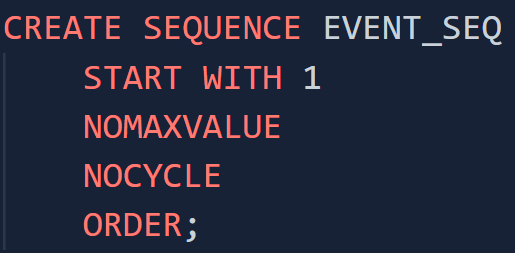 CREATE SEQUENCE EVENT_SEQ
START WITH 1
NOMAXVALUE
NOCYCLE
ORDER;